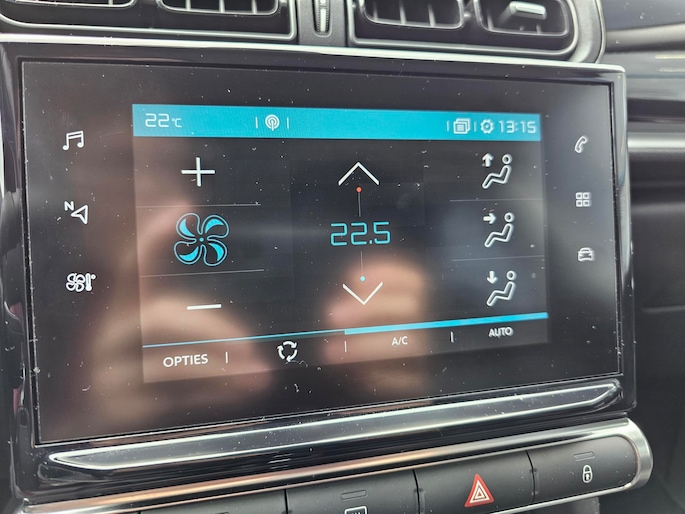 22°C
13:15
N
22.5
OPTIES
A/C
AUTO